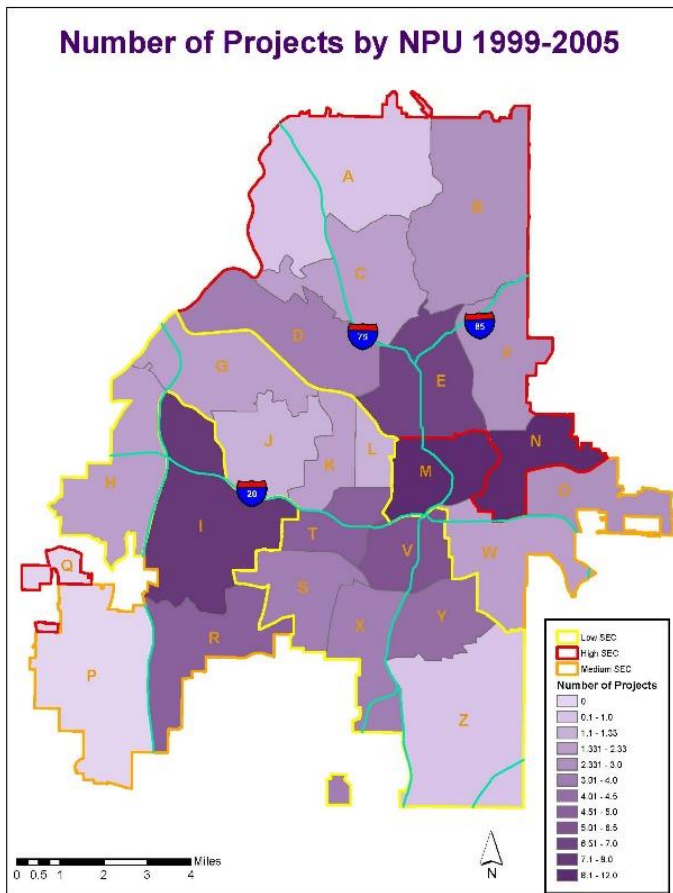 Number of Projects by NPU 1999-2005
A
B
C
75
85
D
F
E
G
J
K
L
M
N
H
20
O
I
T
V
W
Q
S
X
Y
R
P
Z
Low SEC
High SEC
Medium SEC
Number of Projects
0
0.1 - 1.0
1.1 - 1.33
1.331 - 2.33
2.331 - 3.0
3.01 - 4.0
4.01 - 4.5
4.51 - 5.0
5.01 - 6.5
6.51 - 7.0
7.1 - 8.0
8.1 - 12.0
Miles
0 0.5 1 2 3 4
N